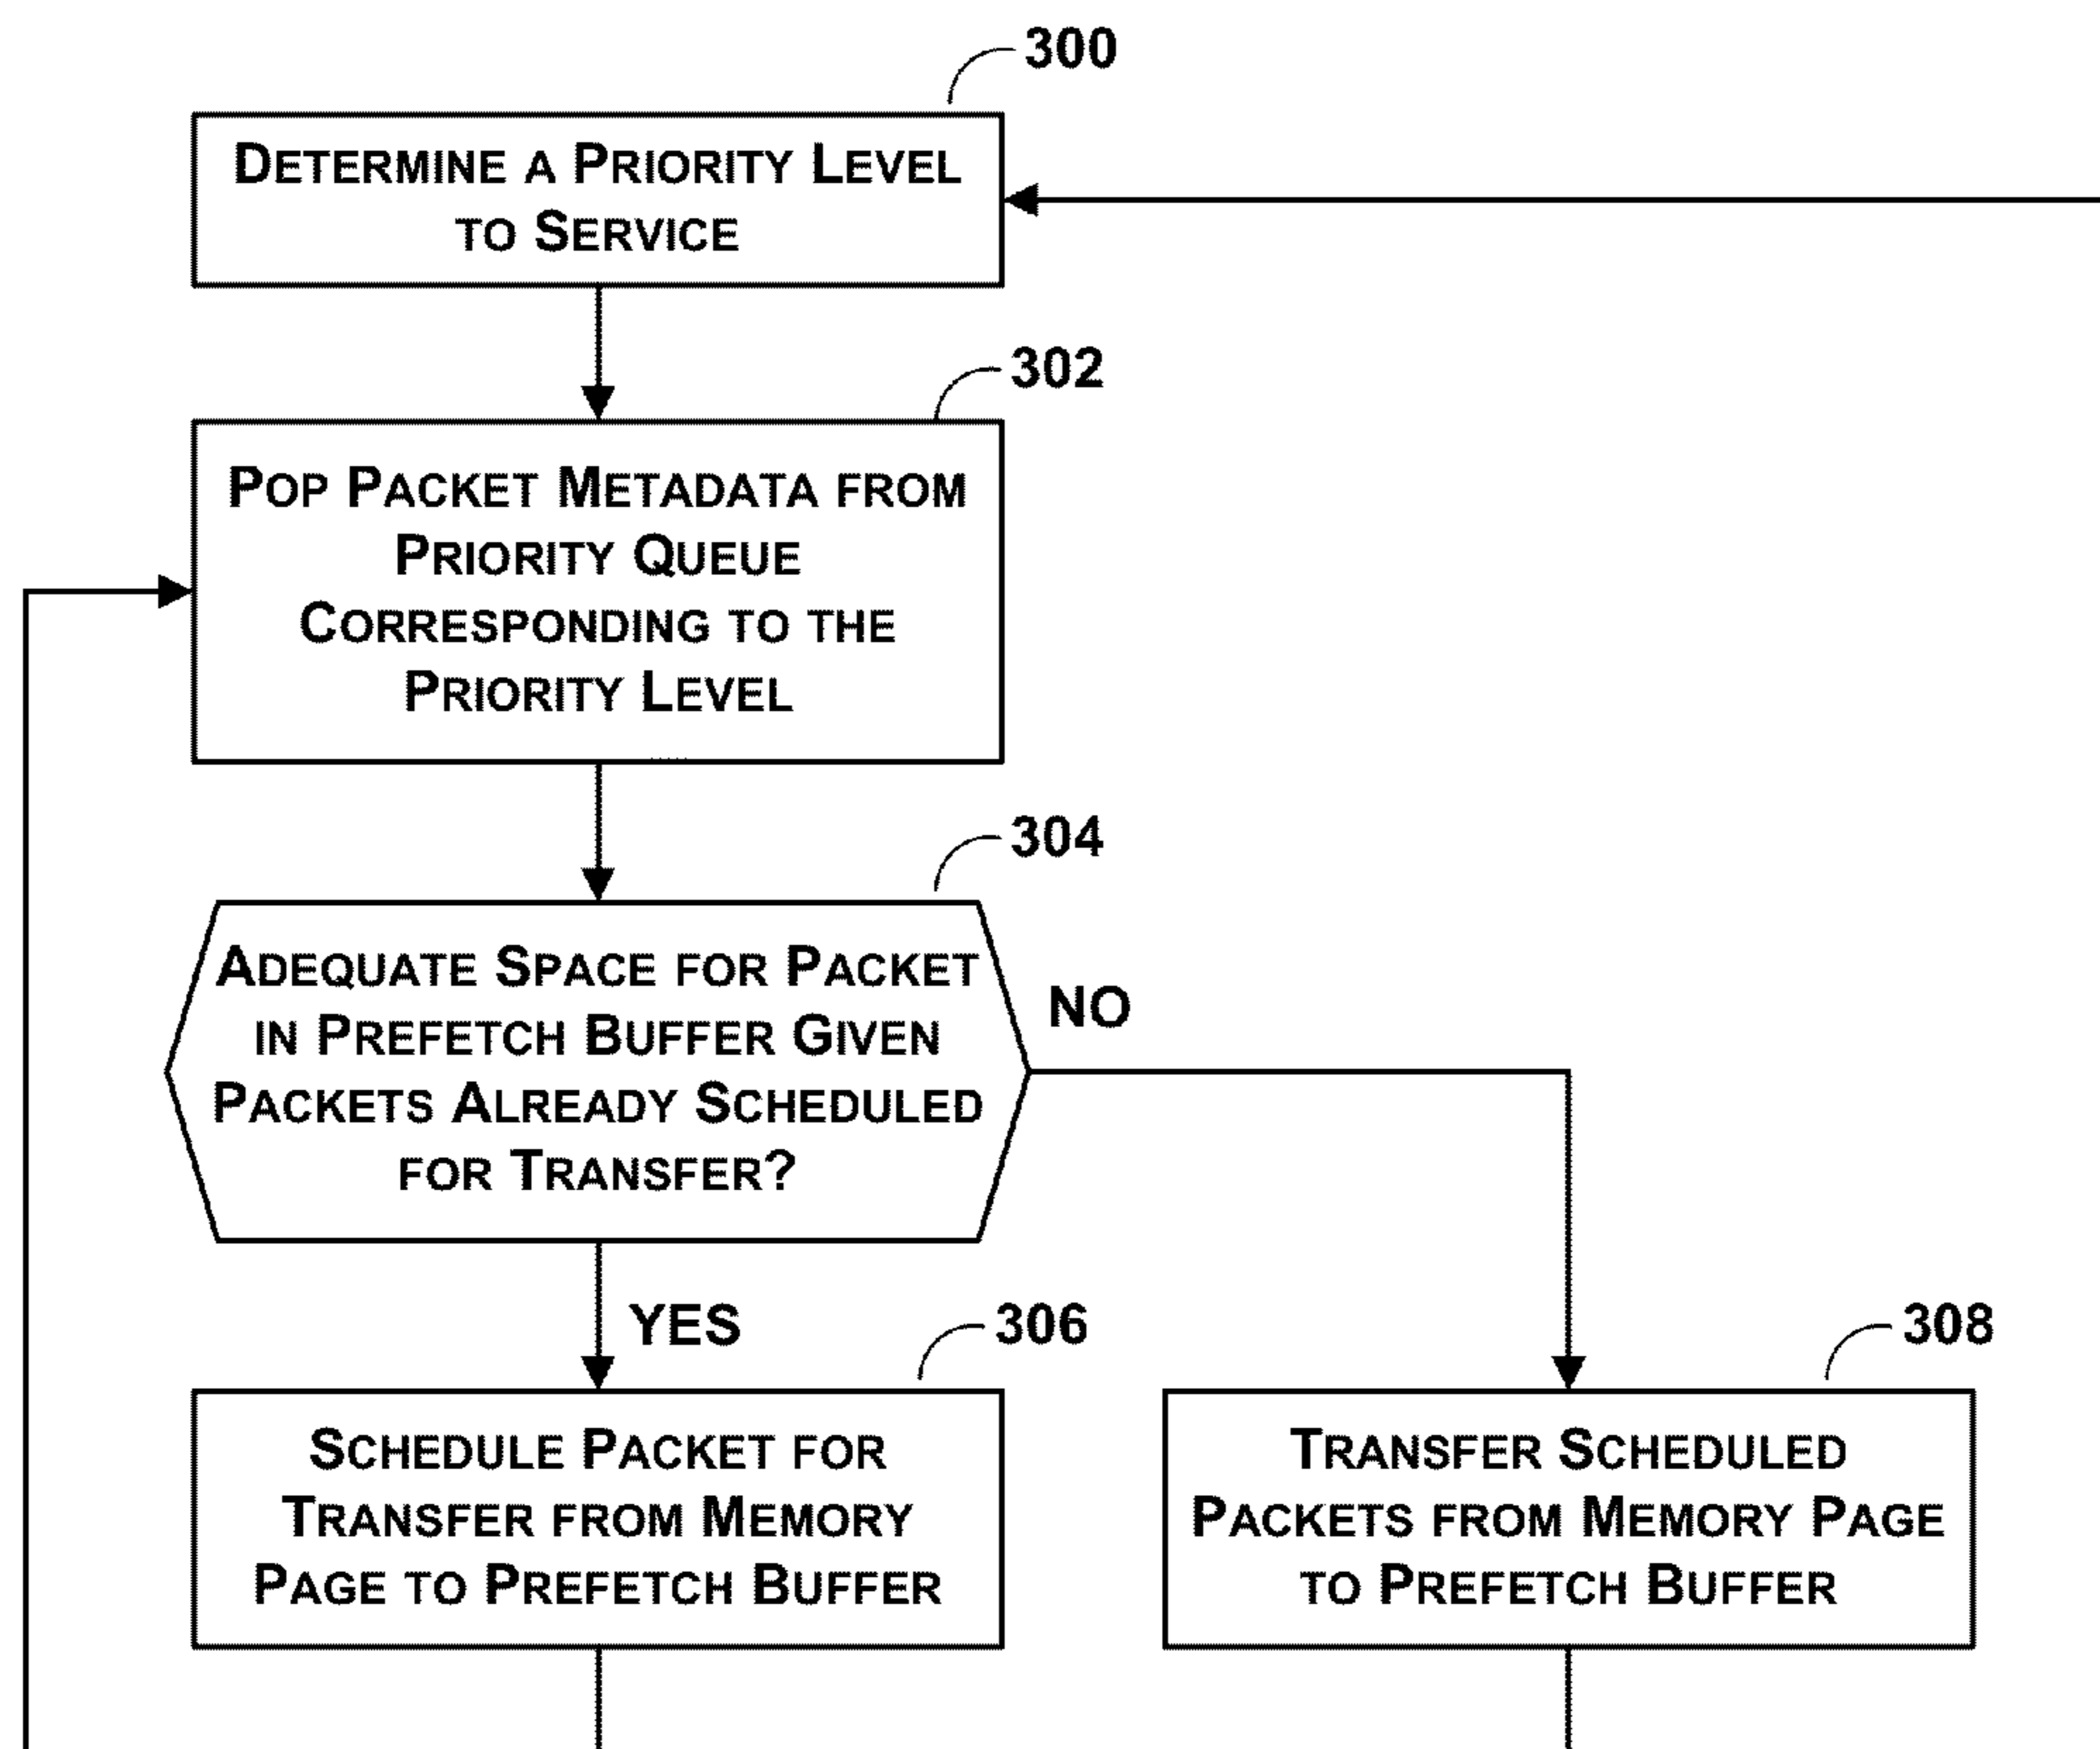 300
DETERMINE A PRIORITY LEVEL
TO SERVICE
302
POP PACKET METADATA FROM
PRIORITY QUEUE
CORRESPONDING TO THE
PRIORITY LEVEL
304
ADEQUATE SPACE FOR PACKET
IN PREFETCH BUFFER GIVEN
PACKETS ALREADY SCHEDULED
FOR TRANSFER?
NO
YES
306
SCHEDULE PACKET FOR
TRANSFER FROM MEMORY
PAGE TO PREFETCH BUFFER
308
TRANSFER SCHEDULED
PACKETS FROM MEMORY PAGE
TO PREFETCH BUFFER